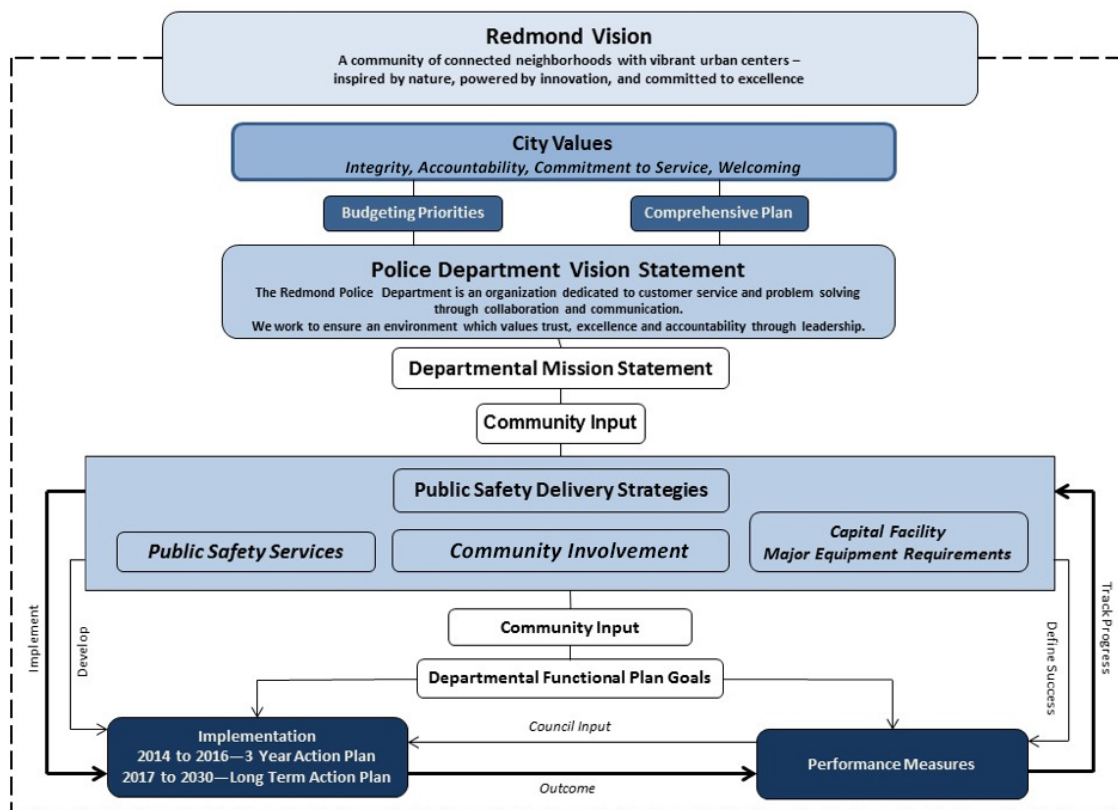 Redmond Vision
A community of connected neighborhoods with vibrant urban centers –
inspired by nature, powered by innovation, and committed to excellence
City Values
Integrity, Accountability, Commitment to Service, Welcoming
Budgeting Priorities
Comprehensive Plan
Police Department Vision Statement
The Redmond Police Department is an organization dedicated to customer service and problem solving
through collaboration and communication.
We work to ensure an environment which values trust, excellence and accountability through leadership.
Departmental Mission Statement
Community Input
Public Safety Delivery Strategies
Public Safety Services
Community Involvement
Capital Facility
Major Equipment Requirements
Implement
Develop
Community Input
Departmental Functional Plan Goals
Define Success
Track Progress
Implementation
2014 to 2016—3 Year Action Plan
2017 to 2030—Long Term Action Plan
Council Input
Outcome
Performance Measures